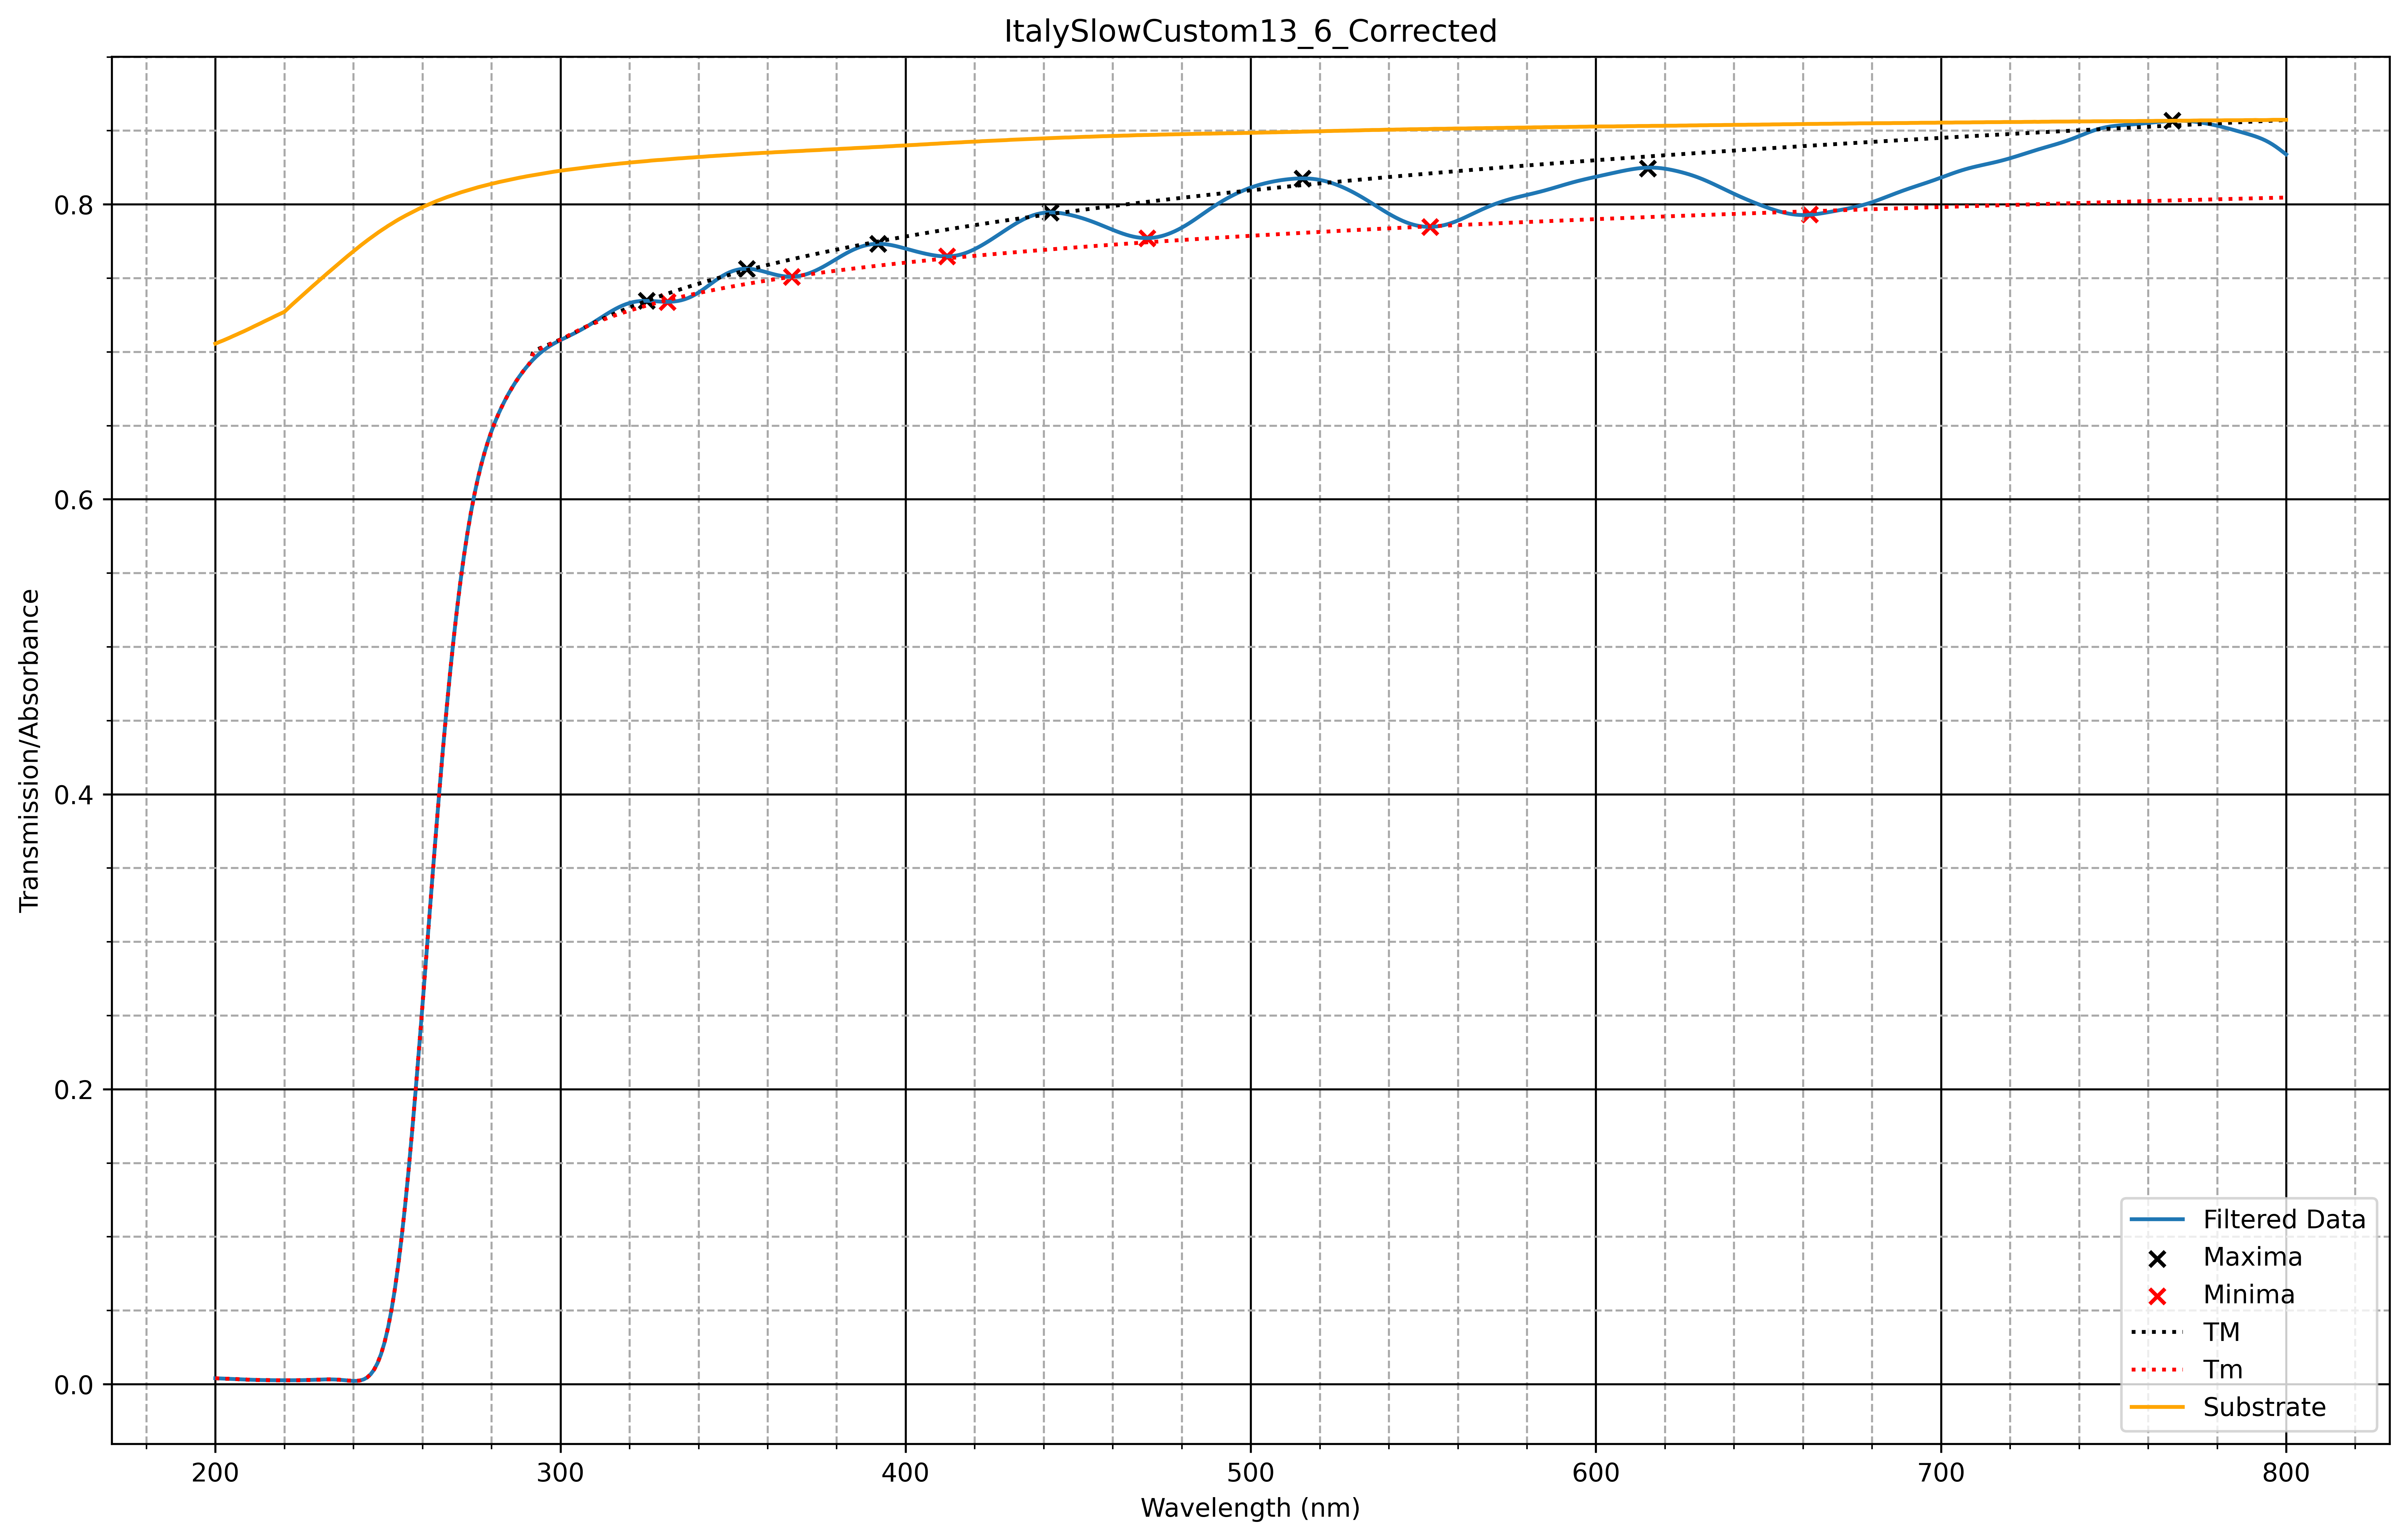 ItalySlowCustom13_6_Corrected
Transmission/Absorbance
0.8
0.6
0.4
0.2
0.0
200 300 400 500 600 700 800
Wavelength (nm)
Filtered Data
Maxima
Minima
TM
Tm
Substrate